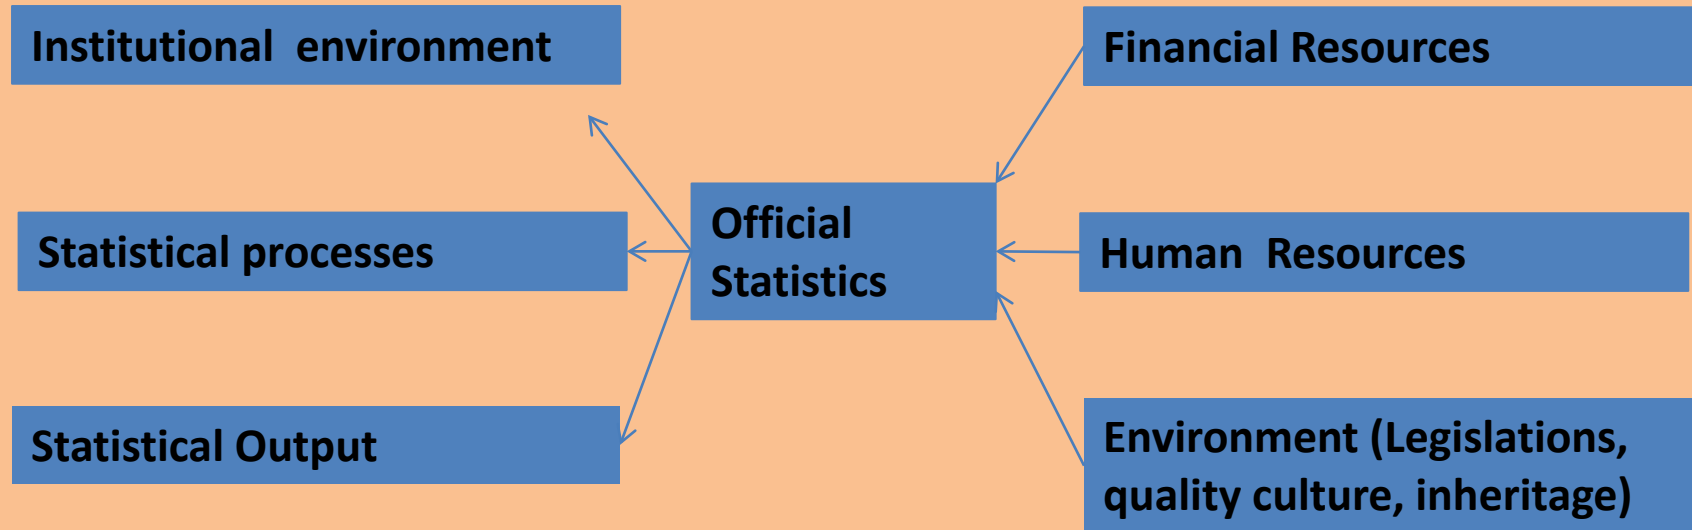 Institutional environment
Financial Resources
Statistical processes
Official
Statistics
Human Resources
Statistical Output
Environment (Legislations,
quality culture, inheritage)